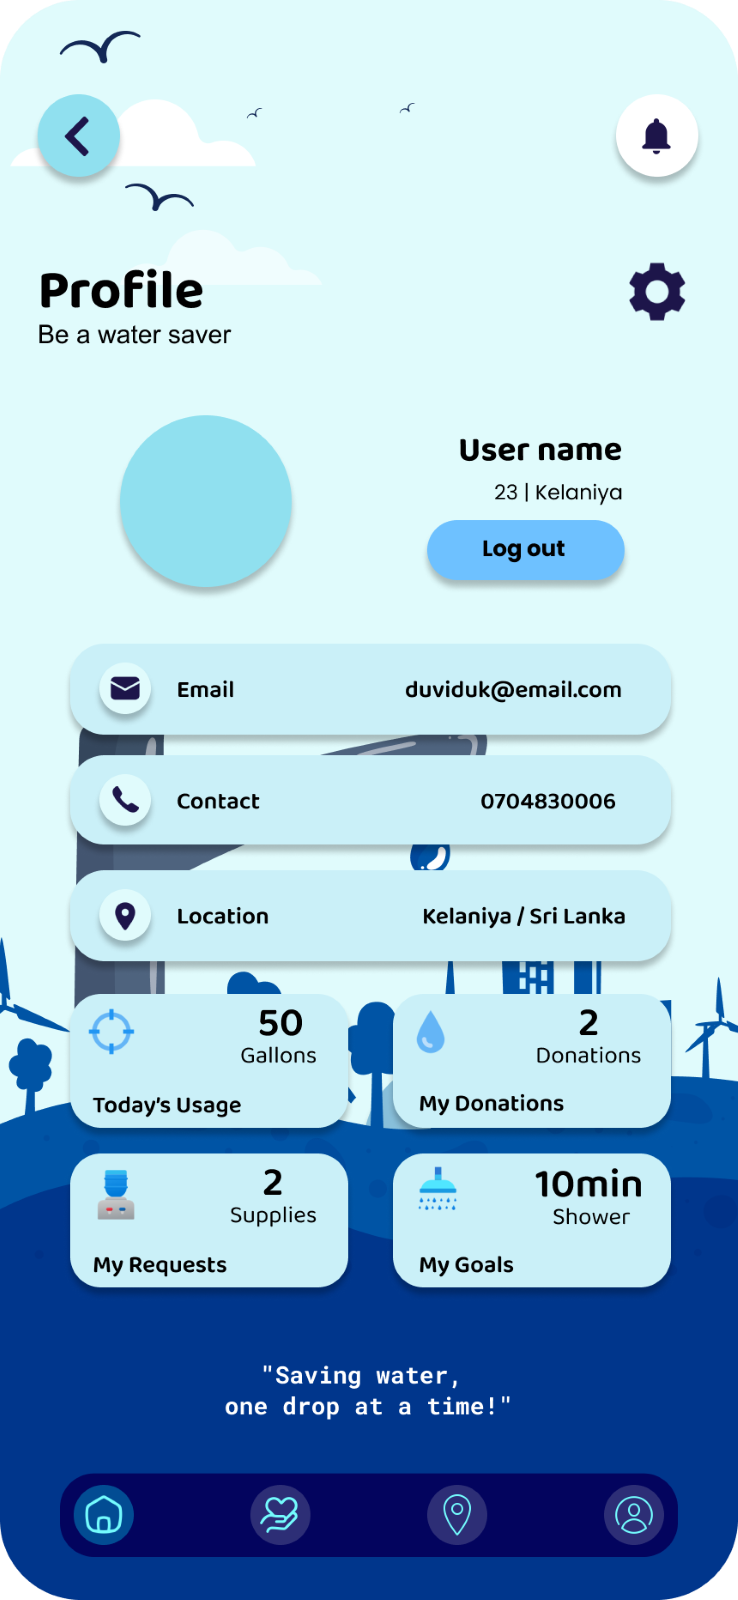 Profile
Be a water saver
User name
23 | Kelaniya
Log out
Email duviduk@email.com
Contact 0704830006
Location Kelaniya / Sri Lanka
50
Gallons
Today's Usage
2
Donations
My Donations
2
Supplies
My Requests
10min
Shower
My Goals
"Saving water,
one drop at a time!"